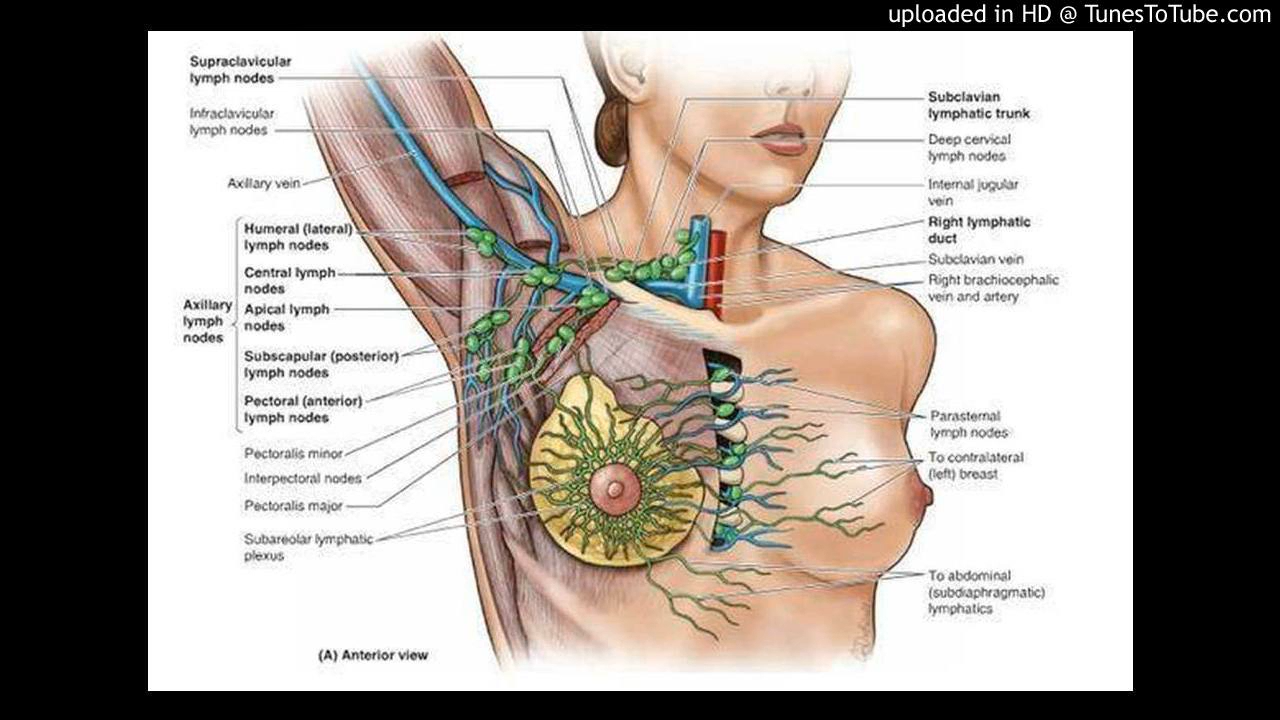 uploaded in HD @ TunesToTube.com
Supraclavicular
lymph nodes
Infraclavicular
lymph nodes
Axillary vein
Humeral (lateral)
lymph nodes
Central lymph
nodes
Axillary
lymph
nodes
Apical lymph
nodes
Subscapular (posterior)
lymph nodes
Pectoral (anterior)
lymph nodes
Pectoralis minor
Interpectoral nodes
Pectoralis major
Subareolar lymphatic
plexus
Subclavian
lymphatic trunk
Deep cervical
lymph nodes
Internal jugular
vein
Right lymphatic
duct
Subclavian vein
Right brachiocephalic
vein and artery
Parasternal
lymph nodes
To contralateral
(left) breast
To abdominal
(subdiaphragmatic)
lymphatics
(A) Anterior view